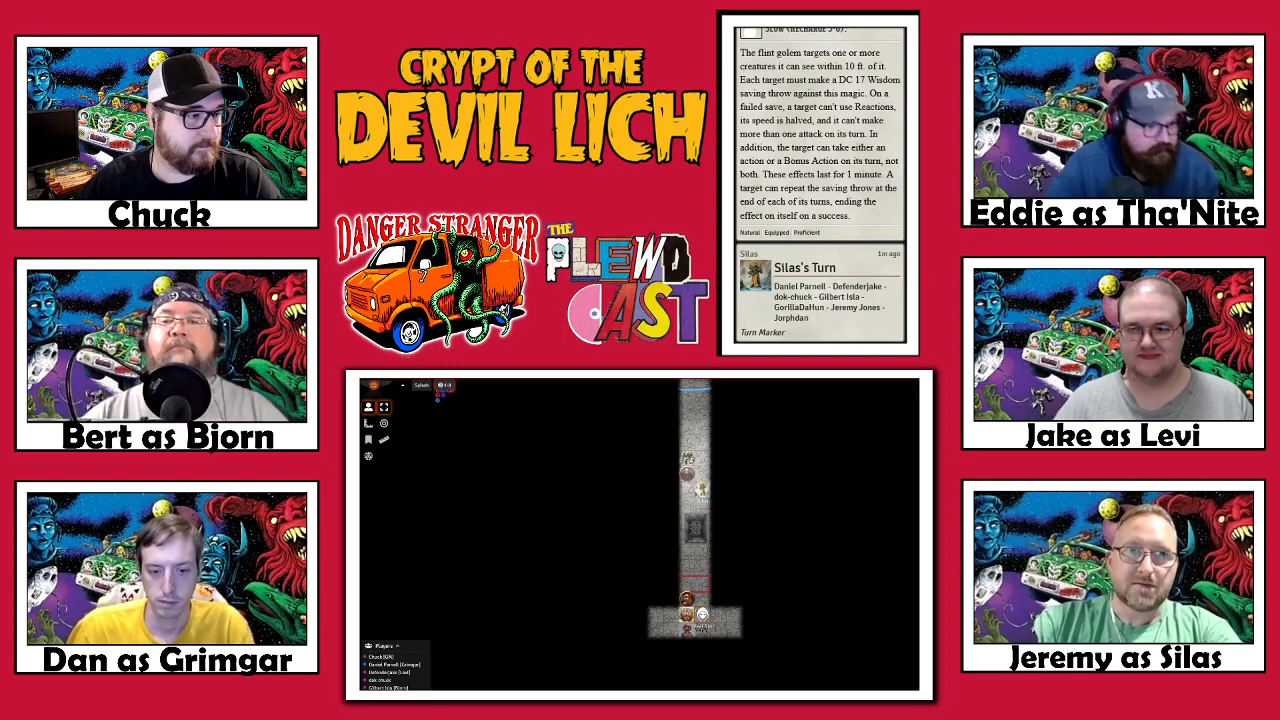 Chuck
CRYPT OF THE
DEVIL LICH
DANGER STRANGER
THE
PLEWD
CAST
SLOW (RECHARGE 5-6):
The flint golem targets one or more
creatures it can see within 10 ft. of it.
Each target must make a DC 17 Wisdom
saving throw against this magic. On a
failed save, a target can't use Reactions,
its speed is halved, and it can't make
more than one attack on its turn. In
addition, the target can take either an
action or a Bonus Action on its turn, not
both. These effects last for 1 minute. A
target can repeat the saving throw at the
end of each of its turns, ending the
effect on itself on a success.
Natural Equipped Proficient
Silas 1m ago
Silas's Turn
Daniel Parnell - Defenderjake -
dok-chuck - Gilbert Isla -
GorillaDaHun - Jeremy Jones -
Jorphdan
Turn Marker
Eddie as Tha'Nite
Bert as Bjorn
Jake as Levi
Dan as Grimgar
Jeremy as Silas
Splash
Players
Chuck [GM]
Daniel Parnell [Grimgar]
Defenderjake [Levi]
dok-chuck
Gilbert Isla [Bjorn]